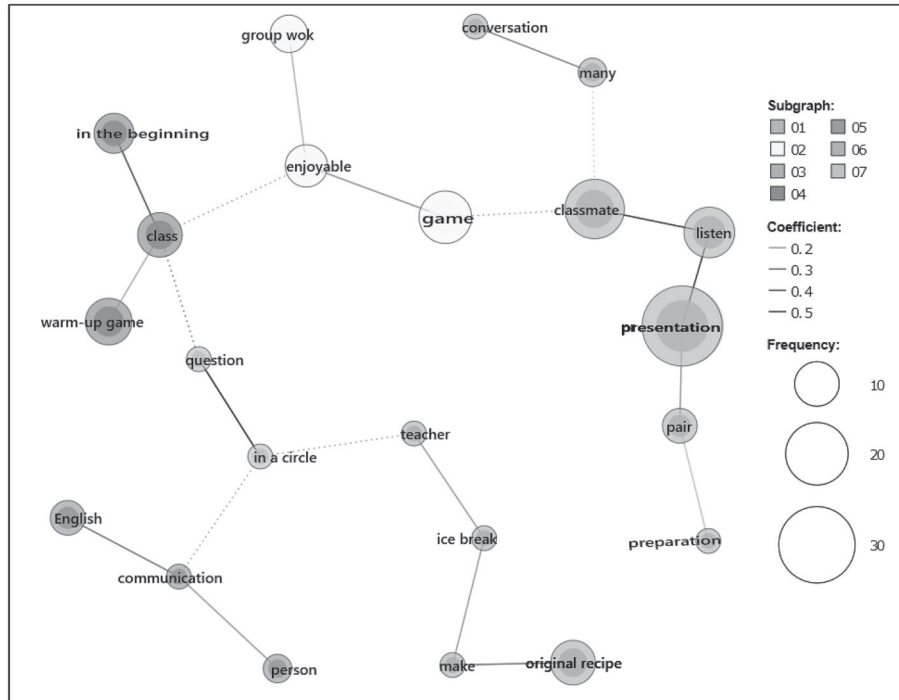 group wok
conversation
many
in the beginning
enjoyable
game
classmate
listen
class
warm-up game
presentation
question
pair
teacher
in a circle
English
communication
ice break
preparation
person
make
original recipe
Subgraph:
01 05
02 06
03 07
04
Coefficient:
0.2
0.3
0.4
0.5
Frequency:
10
20
30